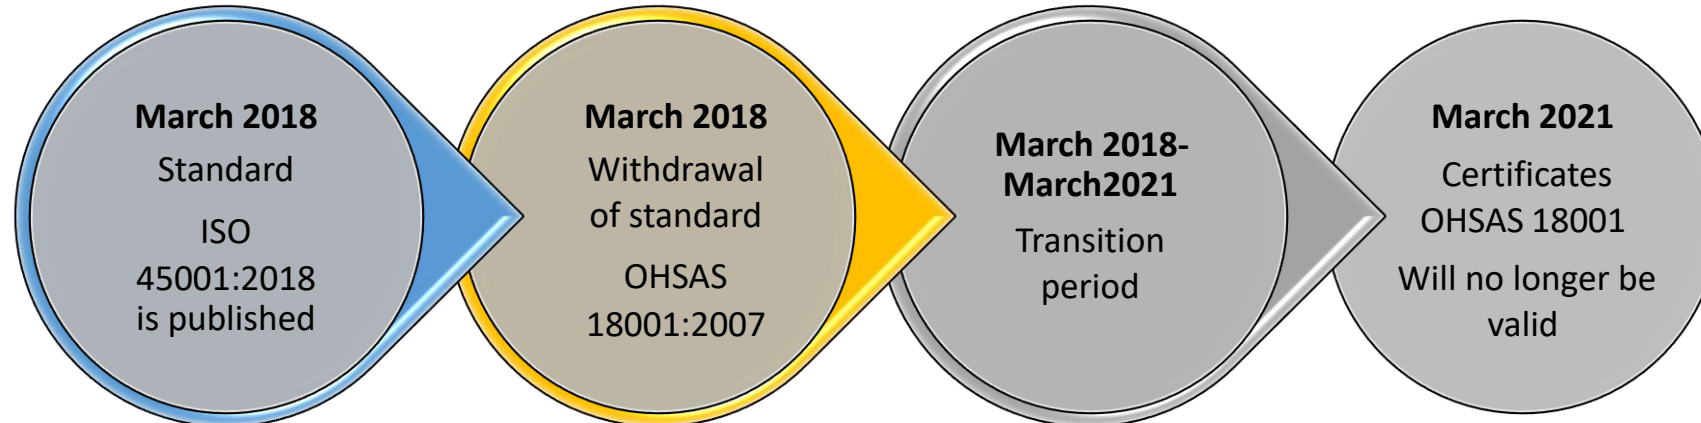 March 2018
Standard
ISO
45001:2018
is published
March 2018
Withdrawal
of standard
OHSAS
18001:2007
March 2018-
March2021
Transition
period
March 2021
Certificates
OHSAS 18001
Will no longer be
valid